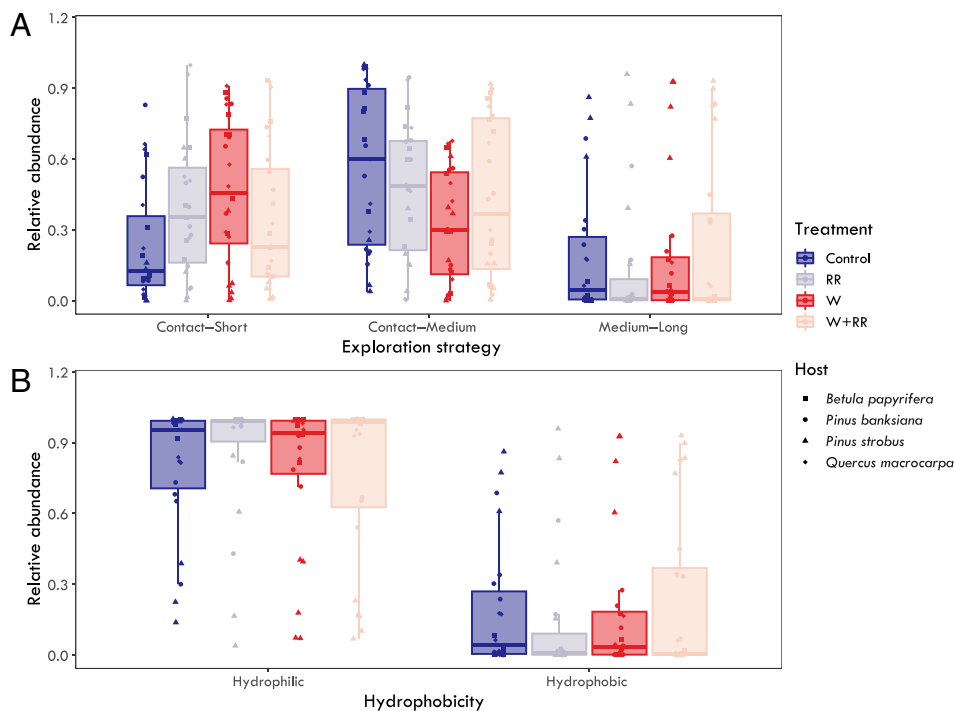 A
1.2
0.9
0.6
0.3
0.0
Relative abundance
Contact–Short
Contact–Medium
Medium–Long
Exploration strategy
B
1.2
0.9
0.6
0.3
0.0
Relative abundance
Hydrophilic
Hydrophobic
Hydrophobicity
Treatment
Control
RR
W
W+RR
Host
Betula papyrifera
Pinus banksiana
Pinus strobus
Quercus macrocarpa